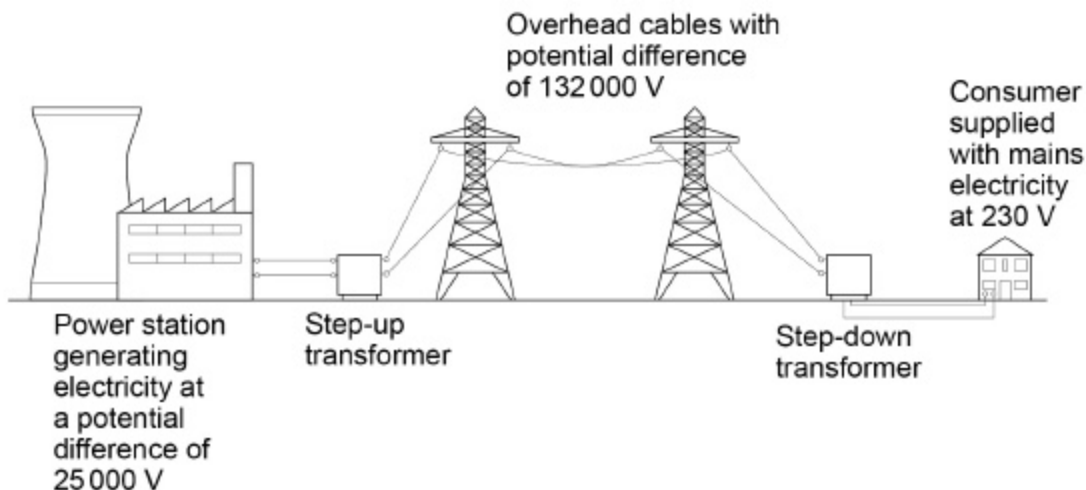 Overhead cables with
potential difference
of 132 000 V
Consumer
supplied
with mains
electricity
at 230 V
Power station
generating
electricity at
a potential
difference of
25 000 V
Step-up
transformer
Step-down
transformer